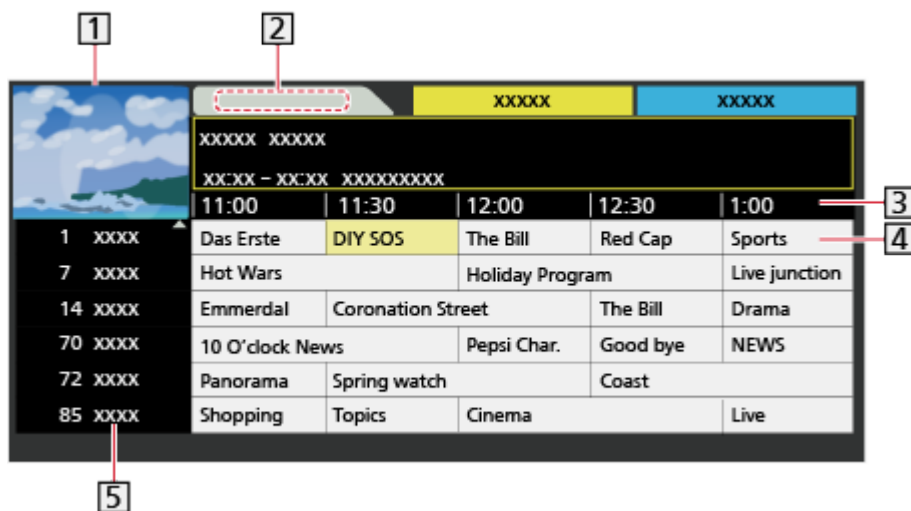 1 2
XXXXX XXXXX
XXXXX XXXXX
XX:XX – XX:XX XXXXXXXXX
11:00 11:30 12:00 12:30 1:00 3
1 XXXX Das Erste DIY SOS The Bill Red Cap Sports 4
7 XXXX Hot Wars Holiday Program Live junction
14 XXXX Emmerdal Coronation Street The Bill Drama
70 XXXX 10 O'clock News Pepsi Char. Good bye NEWS
72 XXXX Panorama Spring watch Coast
85 XXXX Shopping Topics Cinema Live
5